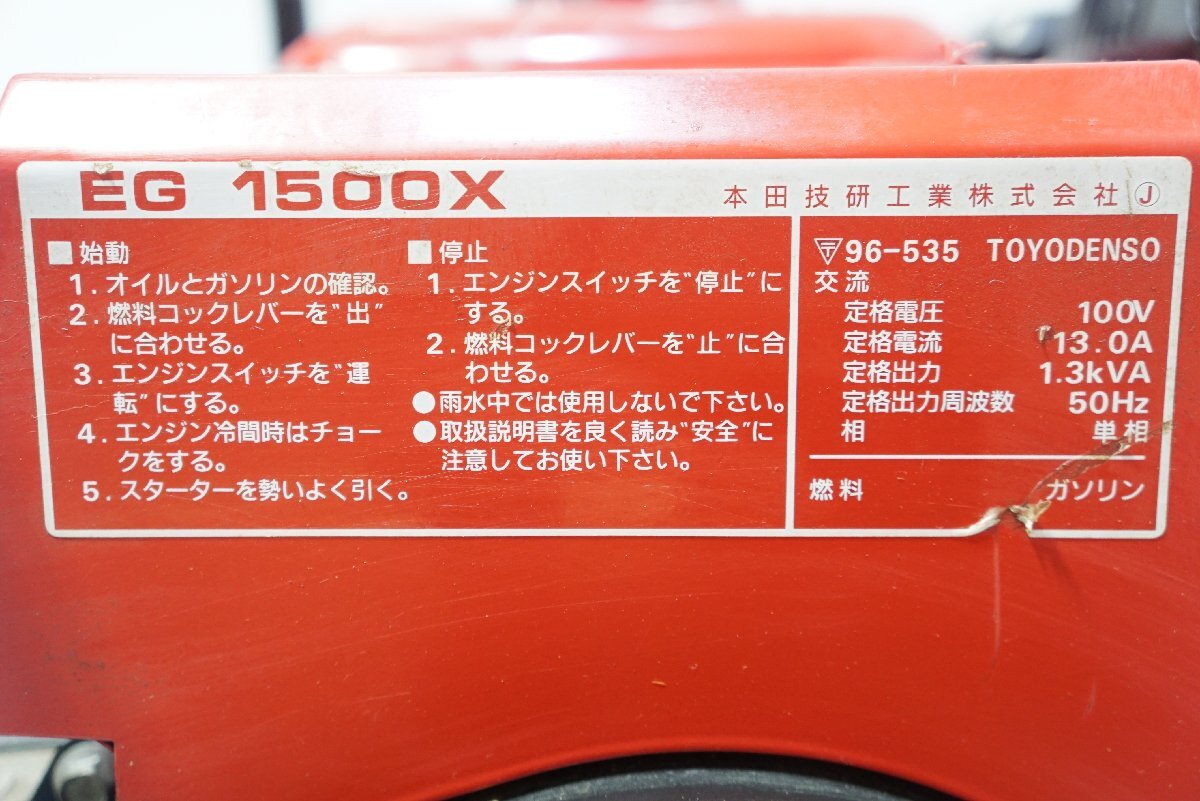 EG 1500X
本田技研工業株式会社 Ⓙ
■始動
1.オイルとガソリンの確認。
2.燃料コックレバーを"出"
に合わせる。
3.エンジンスイッチを"運
転"にする。
4.エンジン冷間時はチョー
クをする。
5.スターターを勢いよく引く。
■停止
1.エンジンスイッチを"停止"に
する。
2.燃料コックレバーを"止"に合
わせる。
●雨水中では使用しないで下さい。
●取扱説明書を良く読み"安全"に
注意してお使い下さい。
〒96-535 TOYODENSO
交流
定格電圧 100V
定格電流 13.0A
定格出力 1.3kVA
定格出力周波数 50Hz
相 単相
燃料 ガソリン